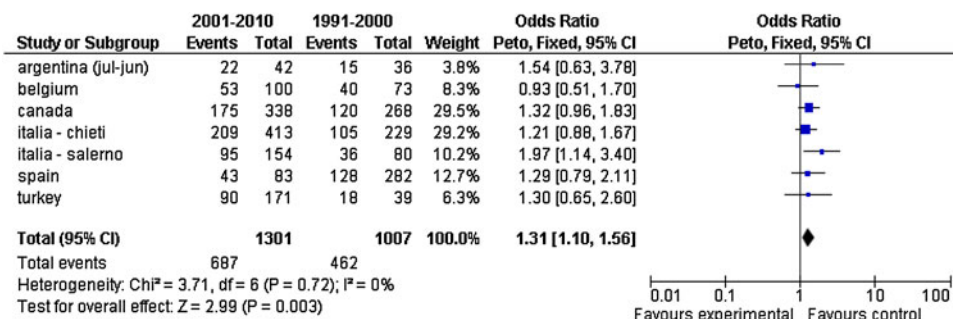 2001-2010 1991-2000 Odds Ratio Odds Ratio
Study or Subgroup Events Total Events Total Weight Peto, Fixed, 95% CI Peto, Fixed, 95% CI
argentina (jul-jun) 22 42 15 36 3.8% 1.54 [0.63, 3.78]
belgium 53 100 40 73 8.3% 0.93 [0.51, 1.70]
canada 175 338 120 268 29.5% 1.32 [0.96, 1.83]
italia - chieti 209 413 105 229 29.2% 1.21 [0.88, 1.67]
italia - salerno 95 154 36 80 10.2% 1.97 [1.14, 3.40]
spain 43 83 128 282 12.7% 1.29 [0.79, 2.11]
turkey 90 171 18 39 6.3% 1.30 [0.65, 2.60]
Total (95% CI) 1301 1007 100.0% 1.31 [1.10, 1.56]
Total events 687 462
Heterogeneity: Chi² = 3.71, df = 6 (P = 0.72); I² = 0%
Test for overall effect: Z = 2.99 (P = 0.003)
0.01 0.1 1 10 100
Favours experimental Favours control